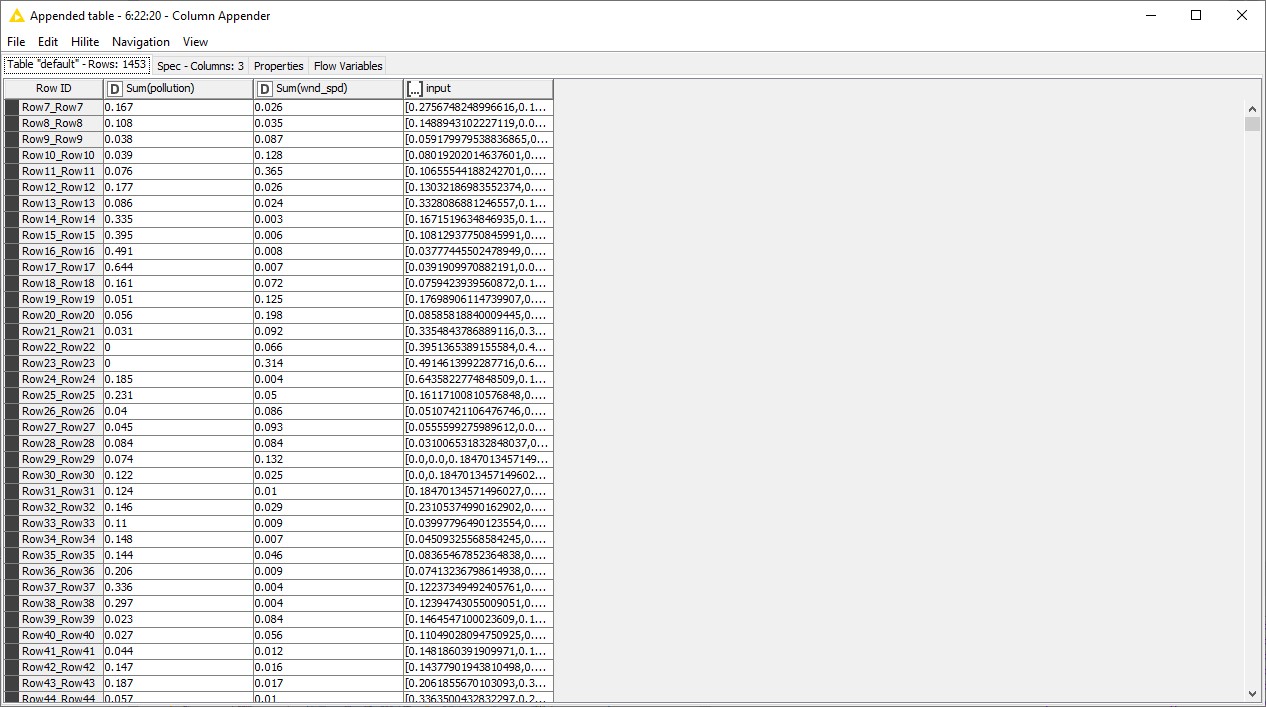 Appended table - 6:22:20 - Column Appender
File Edit Hilite Navigation View
Table "default" - Rows: 1453 Spec - Columns: 3 Properties Flow Variables
Row ID D Sum(pollution) D Sum(wnd_spd) [...] input
Row7_Row7 0.167 0.026 [0.2756748248996616,0.1...
Row8_Row8 0.108 0.035 [0.1488943102227119,0.0...
Row9_Row9 0.038 0.087 [0.059179979538836865,0....
Row10_Row10 0.039 0.128 [0.08019202014637601,0....
Row11_Row11 0.076 0.365 [0.10655544188242701,0....
Row12_Row12 0.177 0.026 [0.13032186983552374,0....
Row13_Row13 0.086 0.024 [0.3328086881246557,0.1...
Row14_Row14 0.335 0.003 [0.1671519634846935,0.1...
Row15_Row15 0.395 0.006 [0.10812937750845991,0....
Row16_Row16 0.491 0.008 [0.03777445502478949,0....
Row17_Row17 0.644 0.007 [0.0391909970882191,0.0...
Row18_Row18 0.161 0.072 [0.0759423939560872,0.1...
Row19_Row19 0.051 0.125 [0.17698906114739907,0....
Row20_Row20 0.056 0.198 [0.08585818840009445,0....
Row21_Row21 0.031 0.092 [0.3354843786889116,0.3...
Row22_Row22 0 0.066 [0.3951365389155584,0.4...
Row23_Row23 0 0.314 [0.4914613992287716,0.6...
Row24_Row24 0.185 0.004 [0.6435822774848509,0.1...
Row25_Row25 0.231 0.05 [0.16117100810576848,0....
Row26_Row26 0.04 0.086 [0.05107421106476746,0....
Row27_Row27 0.045 0.093 [0.0555599275989612,0.0...
Row28_Row28 0.084 0.084 [0.031006531832848037,0...
Row29_Row29 0.074 0.132 [0.0,0.0,0.1847013457149...
Row30_Row30 0.122 0.025 [0.0,0.1847013457149602...
Row31_Row31 0.124 0.01 [0.18470134571496027,0....
Row32_Row32 0.146 0.029 [0.23105374990162902,0....
Row33_Row33 0.11 0.009 [0.03997796490123554,0....
Row34_Row34 0.148 0.007 [0.04509325568584245,0....
Row35_Row35 0.144 0.046 [0.08365467852364838,0....
Row36_Row36 0.206 0.009 [0.07413236798614938,0....
Row37_Row37 0.336 0.004 [0.12237349492405761,0....
Row38_Row38 0.297 0.004 [0.12394743055009051,0....
Row39_Row39 0.023 0.084 [0.1464547100023609,0.1...
Row40_Row40 0.027 0.056 [0.11049028094750925,0....
Row41_Row41 0.044 0.012 [0.1481860391909971,0.1...
Row42_Row42 0.147 0.016 [0.14377901943810498,0....
Row43_Row43 0.187 0.017 [0.2061855670103093,0.3...
Row44_Row44 0.057 0.01 [0.3363500432832297,0.2...